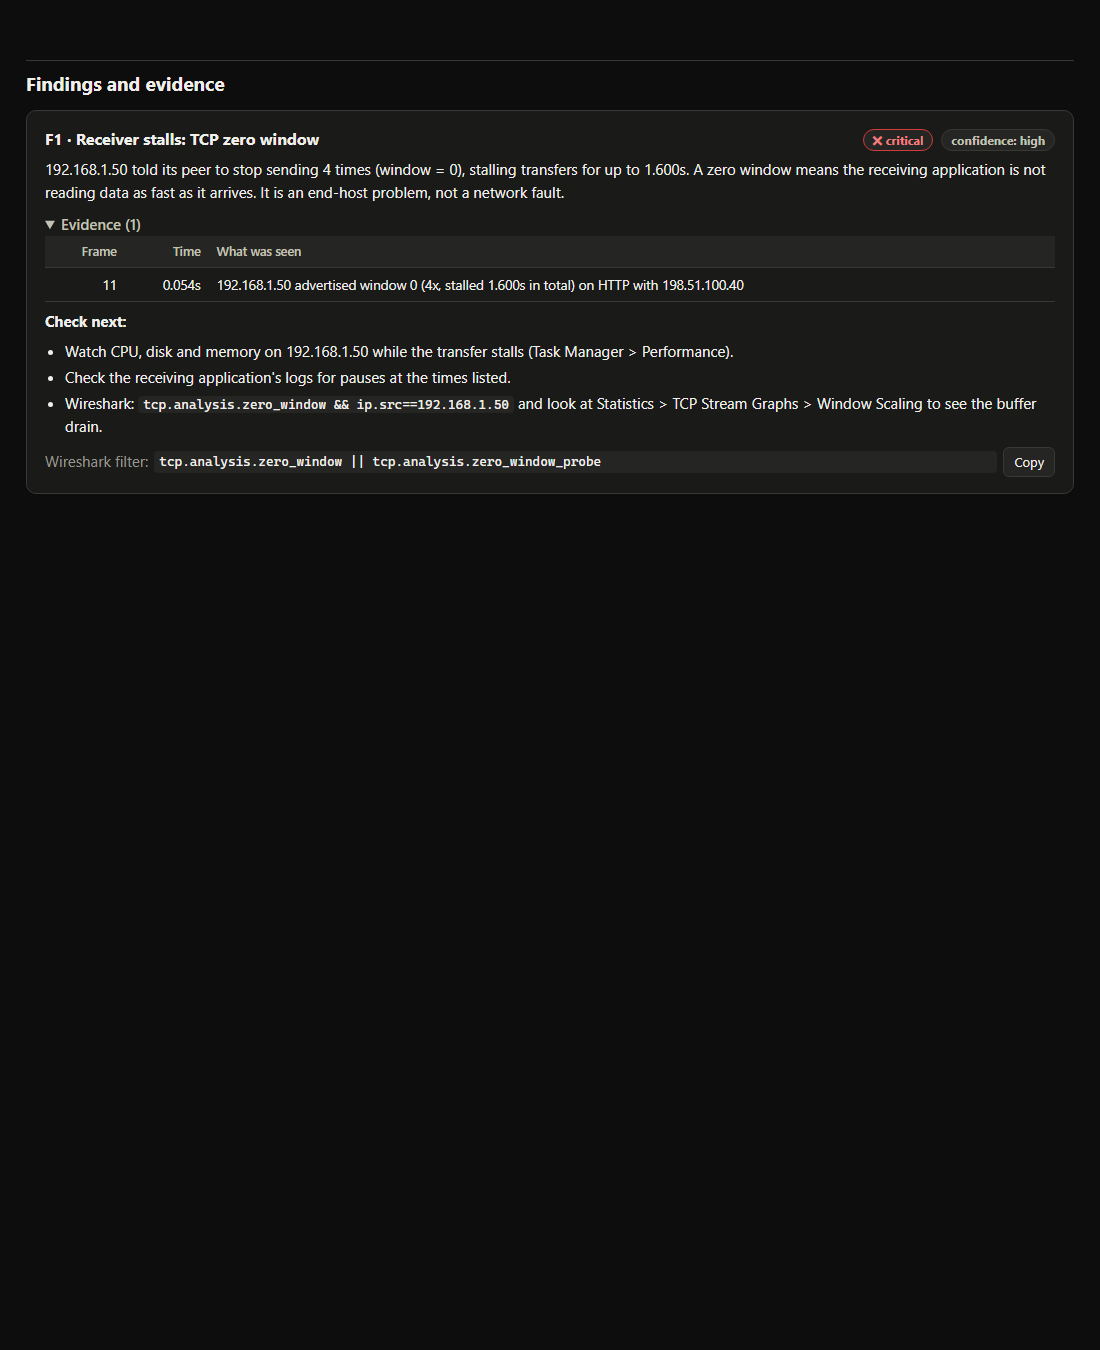 Findings and evidence
F1 · Receiver stalls: TCP zero window
❌ critical
confidence: high
192.168.1.50 told its peer to stop sending 4 times (window = 0), stalling transfers for up to 1.600s. A zero window means the receiving application is not
reading data as fast as it arrives. It is an end-host problem, not a network fault.
▼ Evidence (1)
Frame Time What was seen
11 0.054s 192.168.1.50 advertised window 0 (4x, stalled 1.600s in total) on HTTP with 198.51.100.40
Check next:
• Watch CPU, disk and memory on 192.168.1.50 while the transfer stalls (Task Manager > Performance).
• Check the receiving application's logs for pauses at the times listed.
• Wireshark: tcp.analysis.zero_window && ip.src==192.168.1.50 and look at Statistics > TCP Stream Graphs > Window Scaling to see the buffer
drain.
Wireshark filter: tcp.analysis.zero_window || tcp.analysis.zero_window_probe
Copy